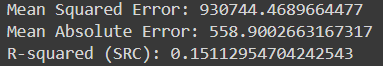 Mean Squared Error: 930744.4689664477
Mean Absolute Error: 558.9002663167317
R-squared (SRC): 0.15112954704242543